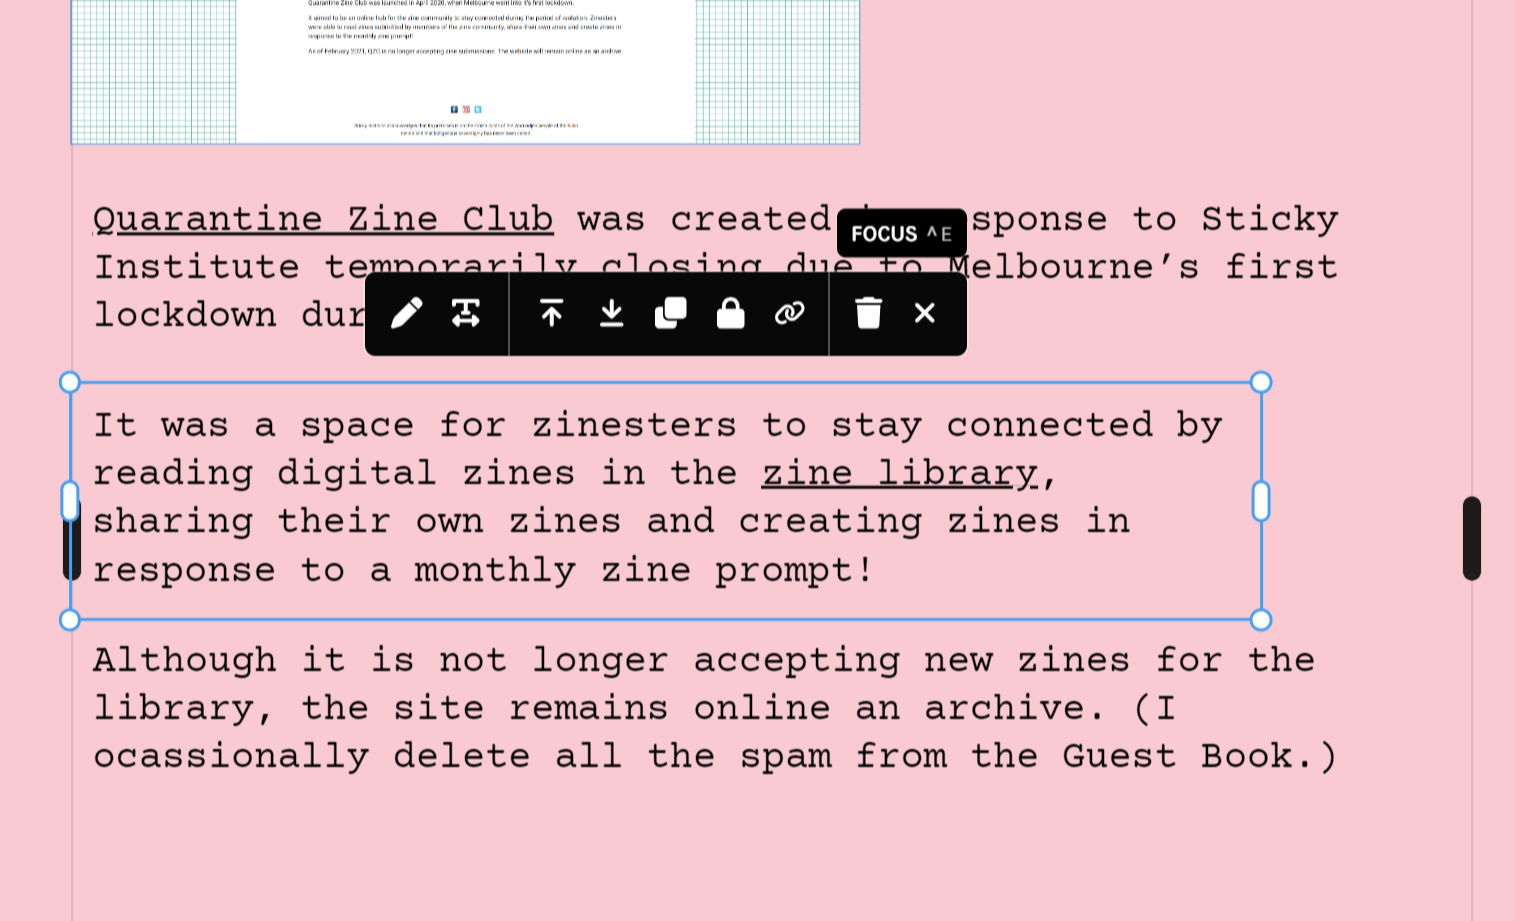 Quarantine Zine Club was launched in April 2020, when Melbourne went into it's first lockdown.
It aimed to be an online hub for the zine community to stay connected during the period of isolation. Zinesters
were able to read zines submitted by members of the zine community, share their own zines and create zines in
response to the monthly zine prompt!
As of February 2021, QZC is no longer accepting zine submissions. The website will remain online as an archive
Quarantine Zine Club was created sponse to Sticky
FOCUS ^ E
Institute temporarily closing due to Melbourne’s first
lockdown dur
It was a space for zinesters to stay connected by
reading digital zines in the zine library,
sharing their own zines and creating zines in
response to a monthly zine prompt!
Although it is not longer accepting new zines for the
library, the site remains online an archive. (I
ocassionally delete all the spam from the Guest Book.)